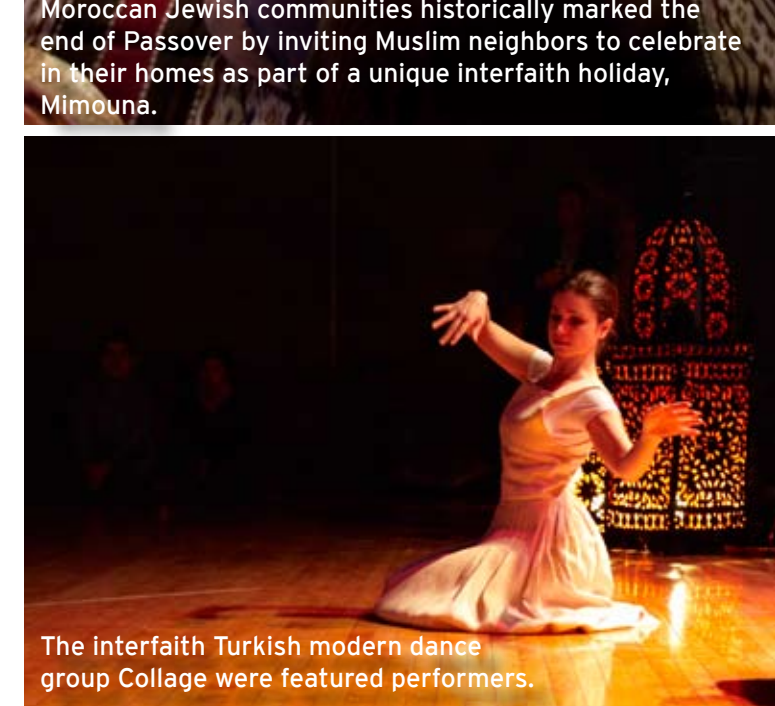 Moroccan Jewish communities historically marked the
end of Passover by inviting Muslim neighbors to celebrate
in their homes as part of a unique interfaith holiday,
Mimouna.
The interfaith Turkish modern dance
group Collage were featured performers.